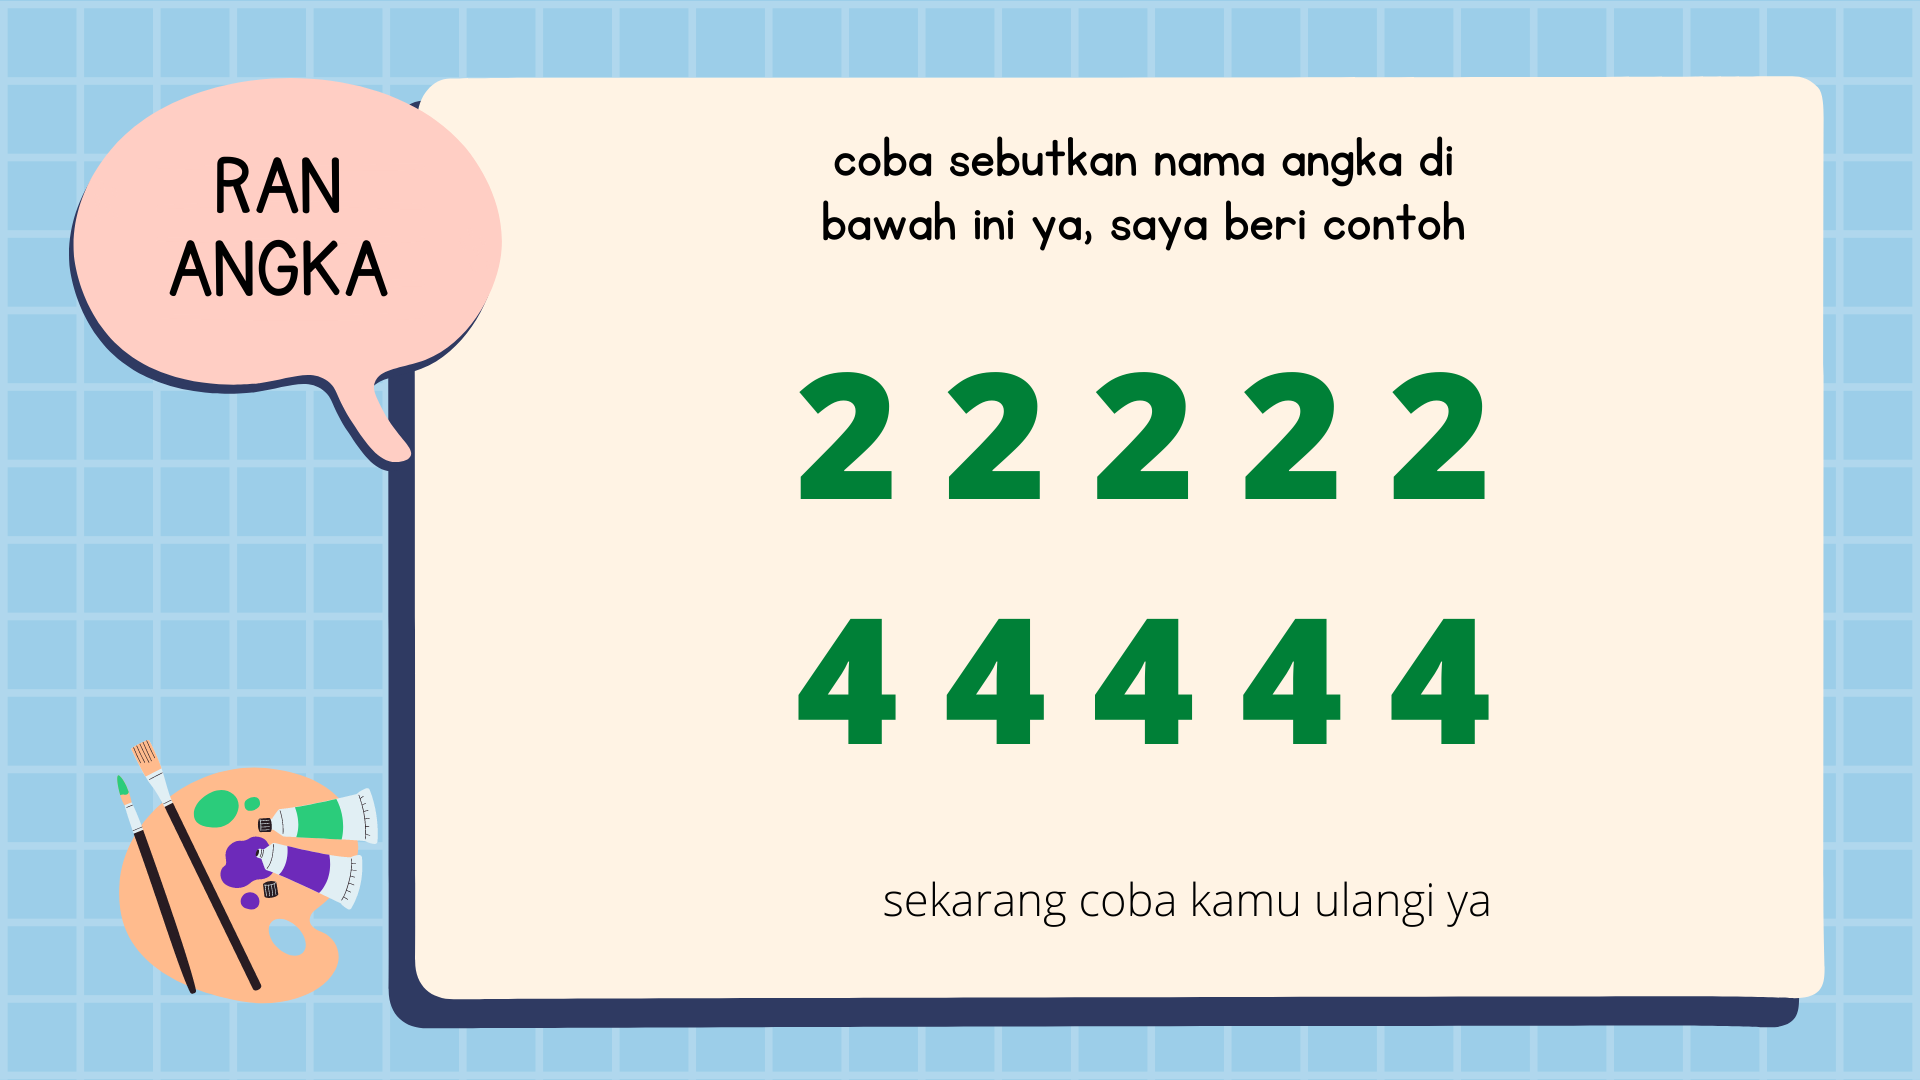 RAN
ANGKA
coba sebutkan nama angka di
bawah ini ya, saya beri contoh
2 2 2 2 2
4 4 4 4 4
sekarang coba kamu ulangi ya